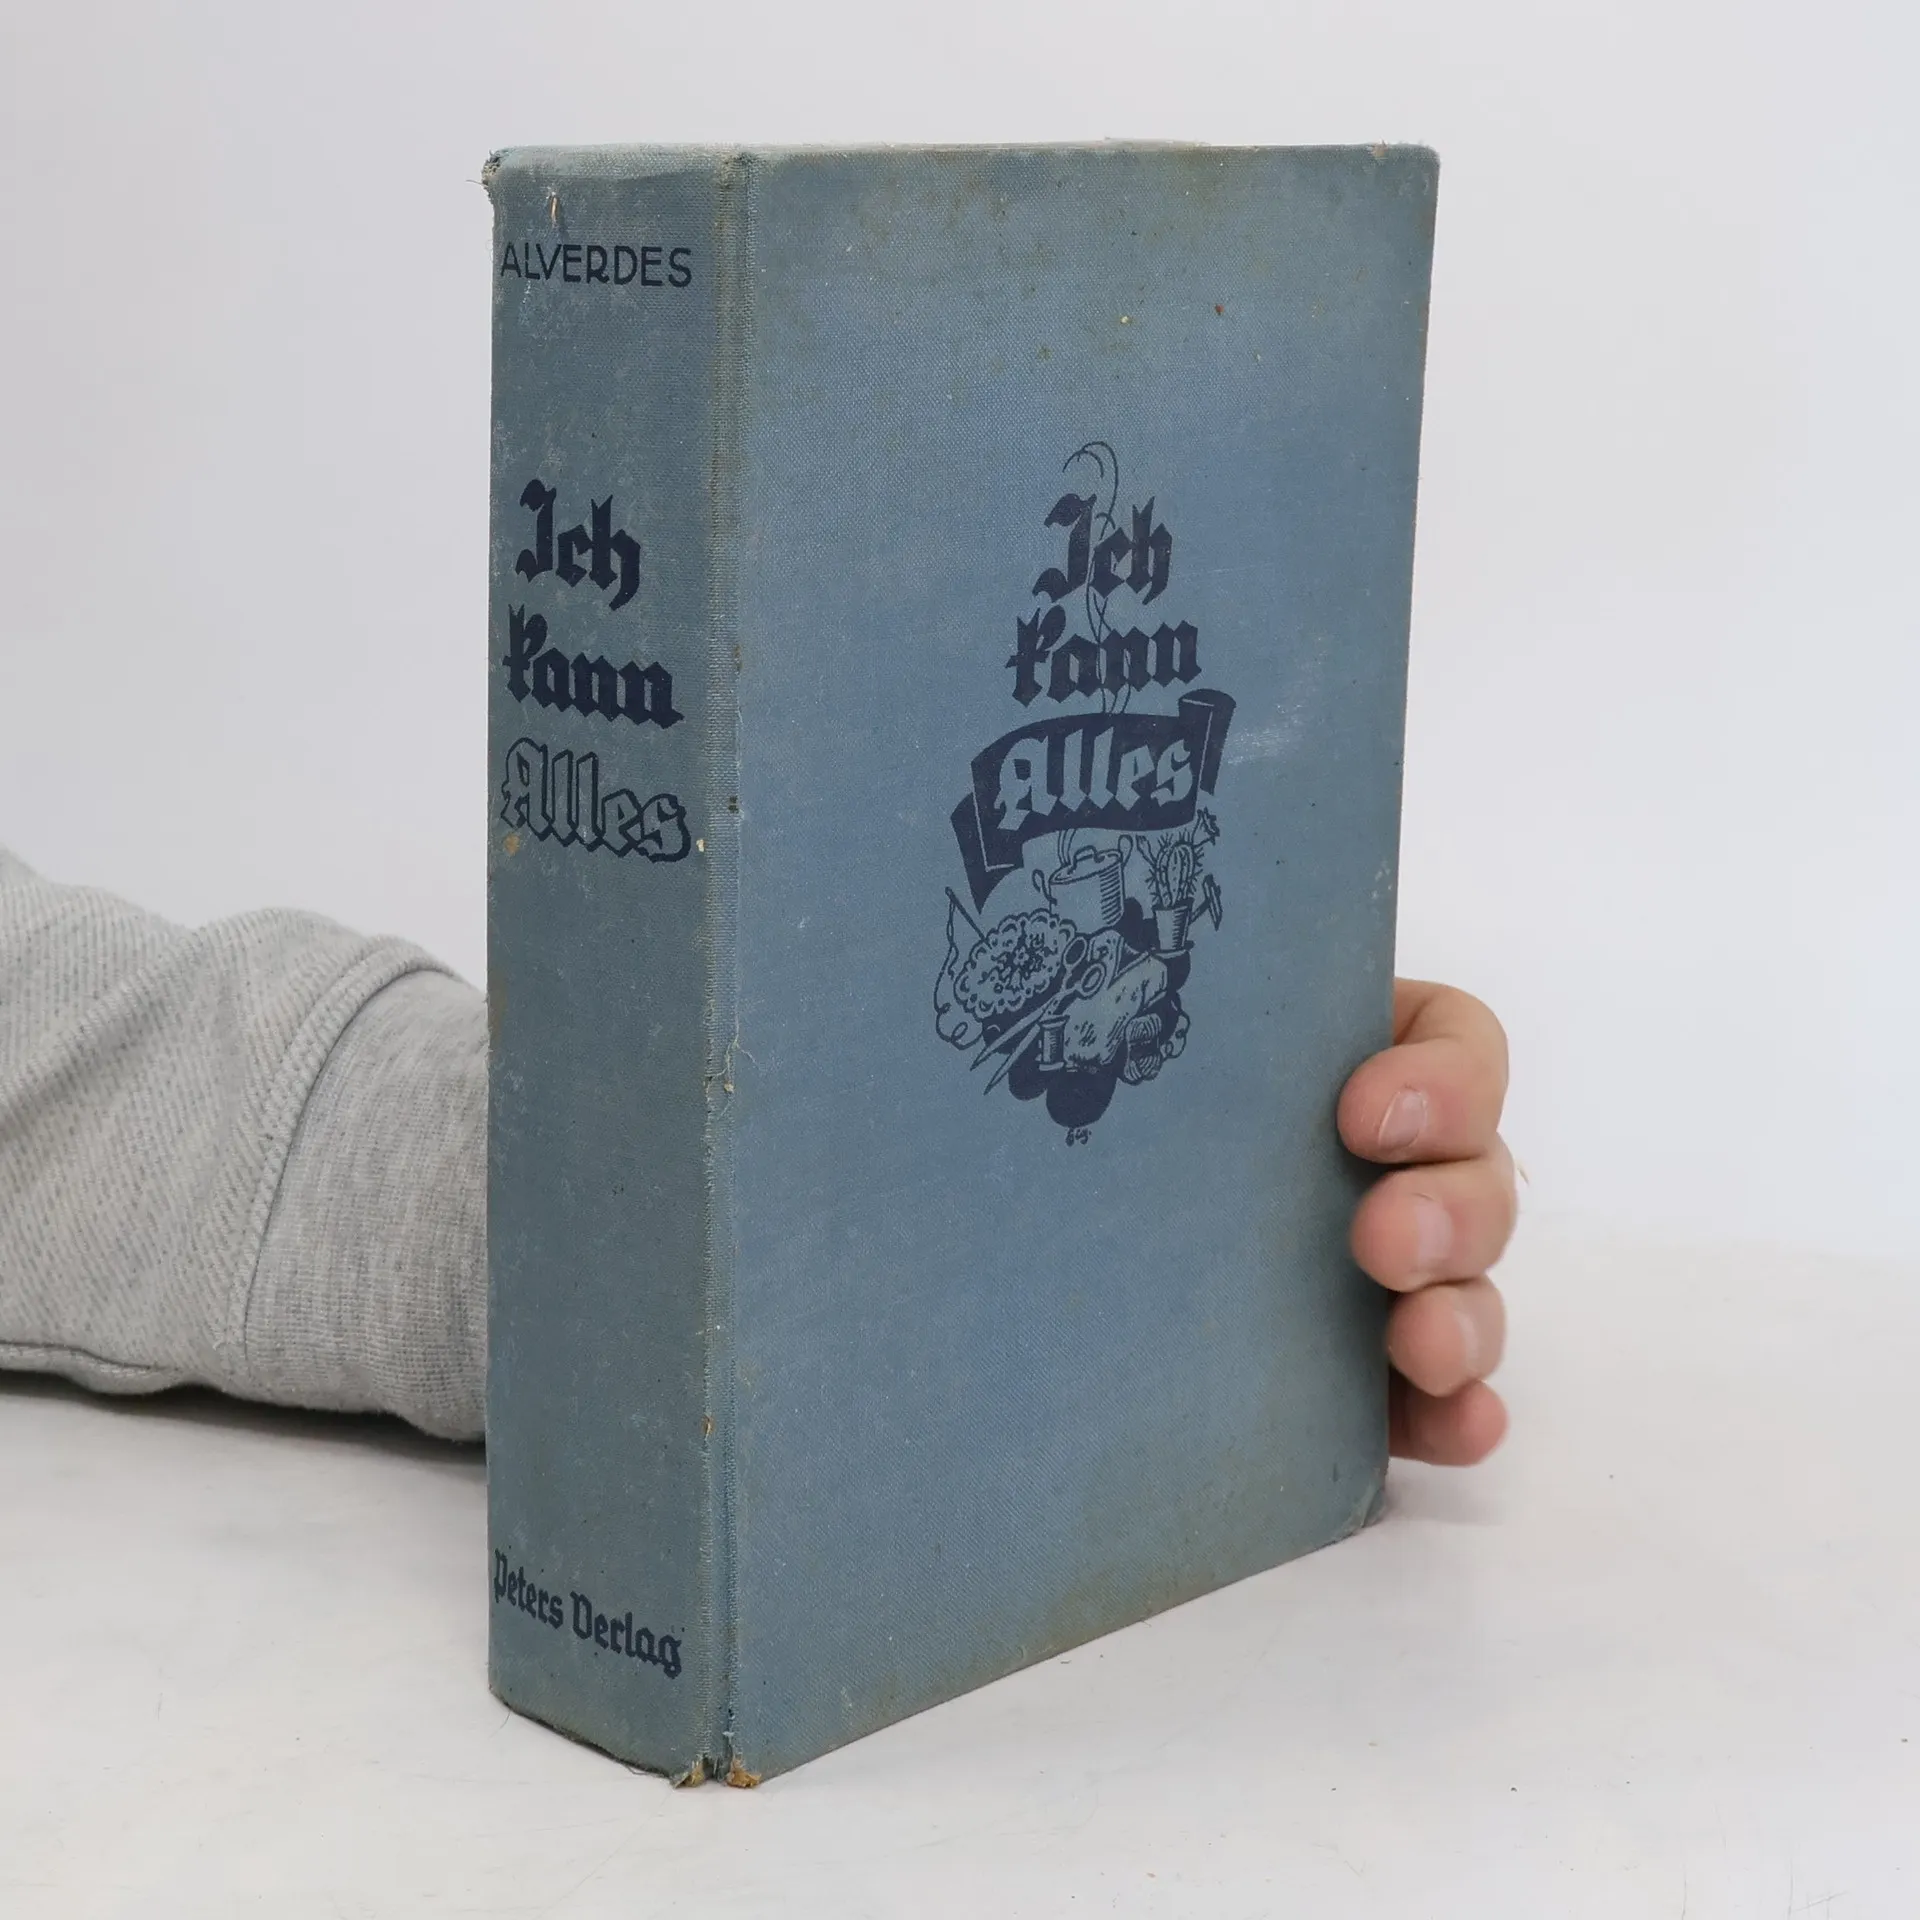 ALVERDES
Ich
kann
Alles
Peters Verlag
Ich
kann
Alles